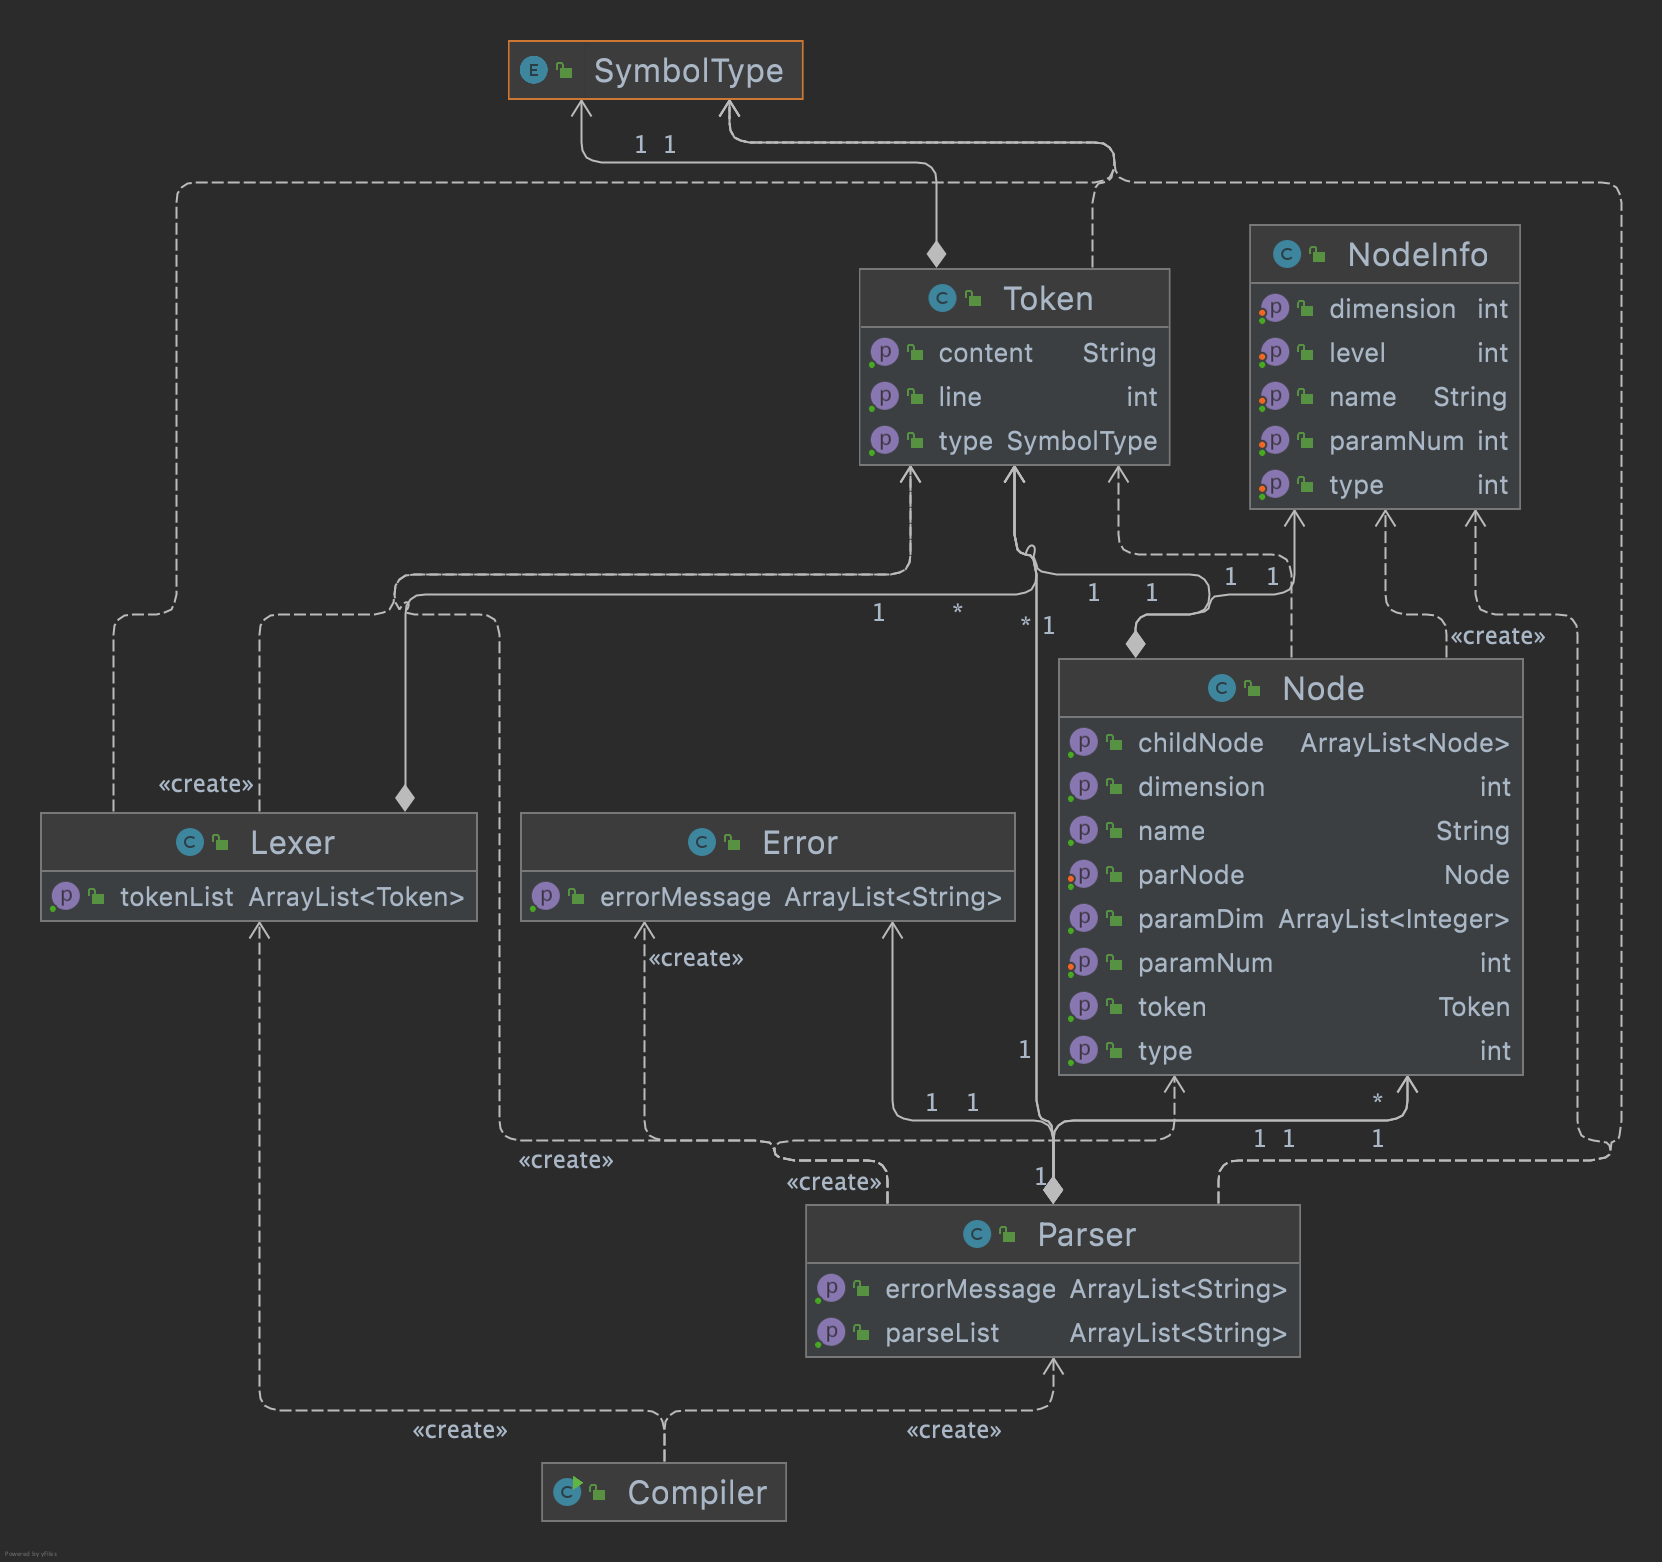 E SymbolType
1 1
C Token
p content String
p line int
p type SymbolType
C NodeInfo
p dimension int
p level int
p name String
p paramNum int
p type int
1 1
1 1
1 *
* 1
«create»
C Node
p childNode ArrayList<Node>
p dimension int
p name String
p parNode Node
p paramDim ArrayList<Integer>
p paramNum int
p token Token
p type int
«create»
C Lexer
p tokenList ArrayList<Token>
C Error
p errorMessage ArrayList<String>
«create»
1
1 1
*
1 1 1
«create»
«create»
1
C Parser
p errorMessage ArrayList<String>
p parseList ArrayList<String>
«create»
«create»
C Compiler
Powered by yFiles